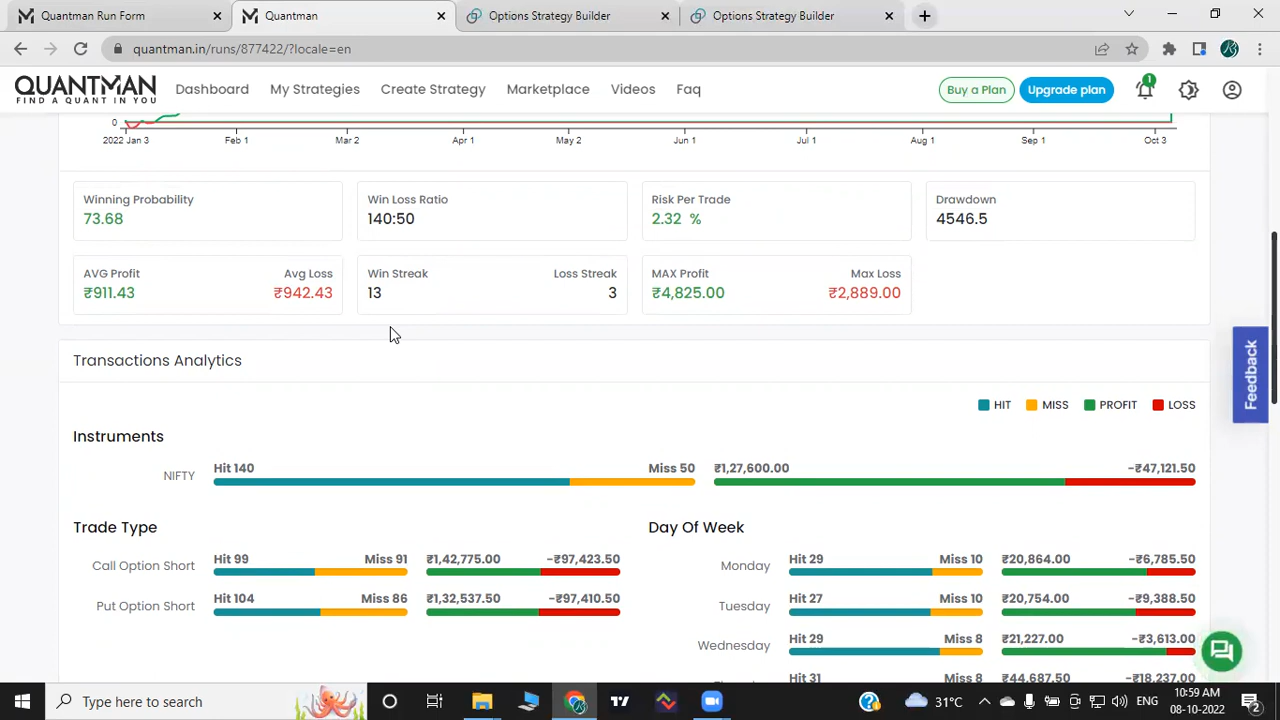 Quantman Run Form
Quantman
Options Strategy Builder
Options Strategy Builder
quantman.in/runs/877422/?locale=en
QUANTMAN
FIND A QUANT IN YOU
Dashboard
My Strategies
Create Strategy
Marketplace
Videos
Faq
Buy a Plan
Upgrade plan
1
0
2022 Jan 3
Feb 1
Mar 2
Apr 1
May 2
Jun 1
Jul 1
Aug 1
Sep 1
Oct 3
Winning Probability
73.68
Win Loss Ratio
140:50
Risk Per Trade
2.32 %
Drawdown
4546.5
AVG Profit
Avg Loss
₹911.43
₹942.43
Win Streak
Loss Streak
13
3
MAX Profit
Max Loss
₹4,825.00
₹2,889.00
Feedback
Transactions Analytics
HIT
MISS
PROFIT
LOSS
Instruments
NIFTY
Hit 140
Miss 50
₹1,27,600.00
-₹47,121.50
Trade Type
Call Option Short
Hit 99
Miss 91
₹1,42,775.00
-₹97,423.50
Put Option Short
Hit 104
Miss 86
₹1,32,537.50
-₹97,410.50
Day Of Week
Monday
Hit 29
Miss 10
₹20,864.00
-₹6,785.50
Tuesday
Hit 27
Miss 10
₹20,754.00
-₹9,388.50
Wednesday
Hit 29
Miss 8
₹21,227.00
-₹3,613.00
Hit 31
Miss 8
₹44,687.50
-₹18,237.00
Type here to search
31°C
ENG
10:59 AM
08-10-2022
2